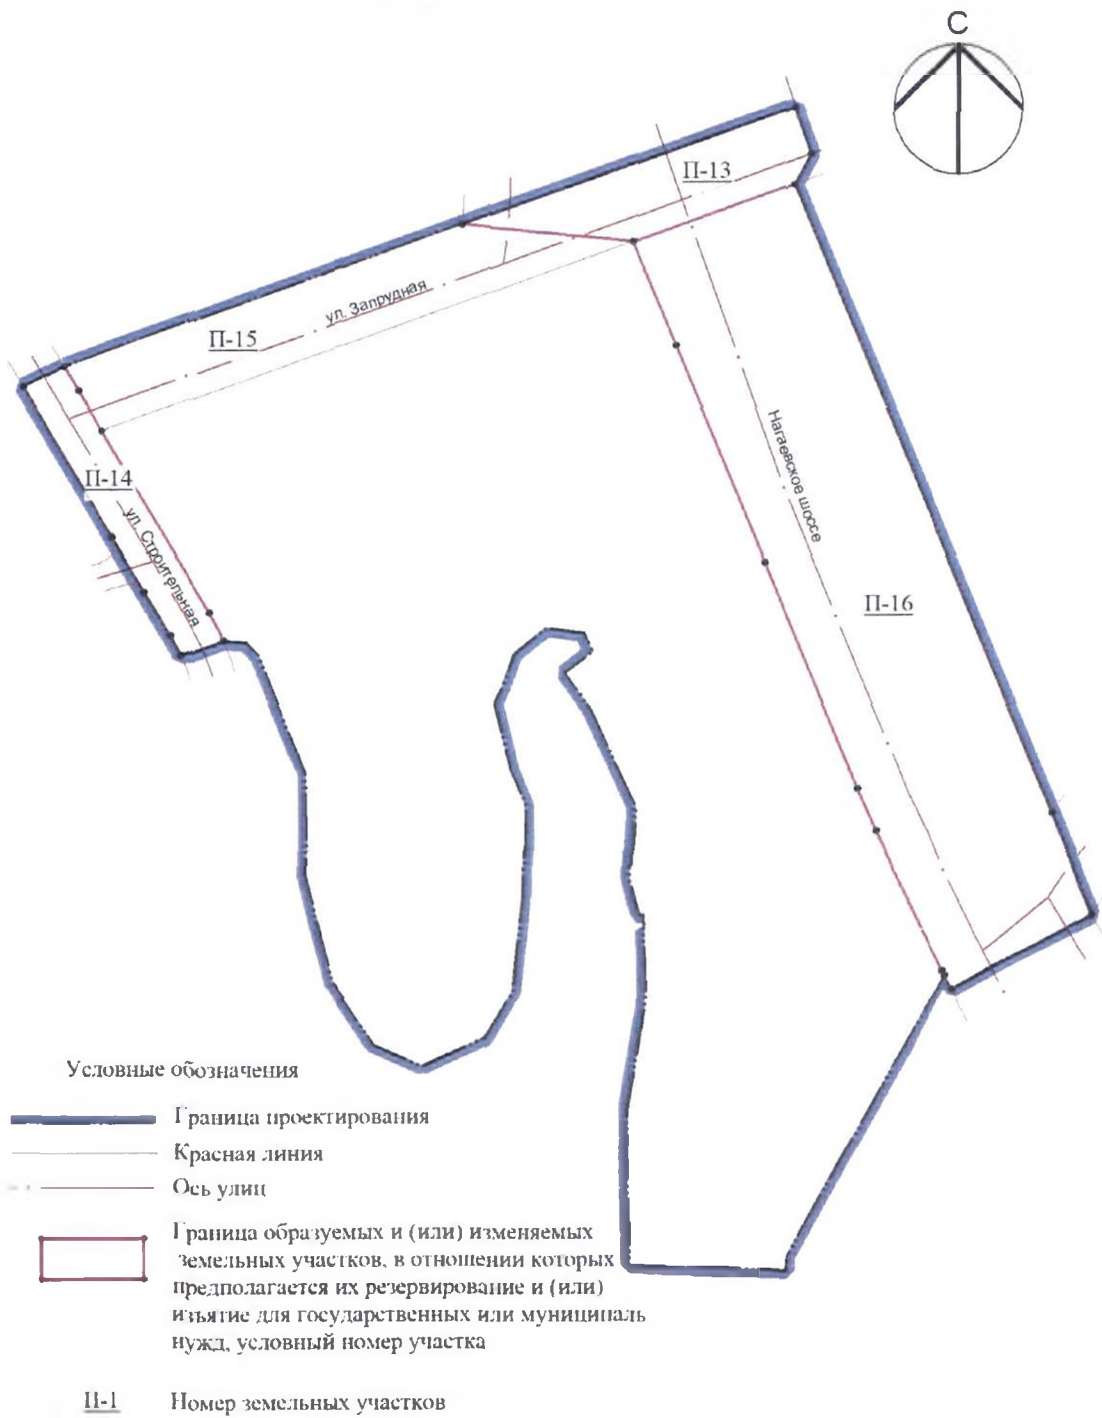 С
П-13
ул. Запрудная
П-15
П-14
ул. Строительная
Нагаевское шоссе
П-16
Условные обозначения
Граница проектирования
Красная линия
Ось улиц
Граница образуемых и (или) изменяемых
земельных участков, в отношении которых
предполагается их резервирование и (или)
изъятие для государственных или муниципаль
нужд, условный номер участка
П-1 Номер земельных участков